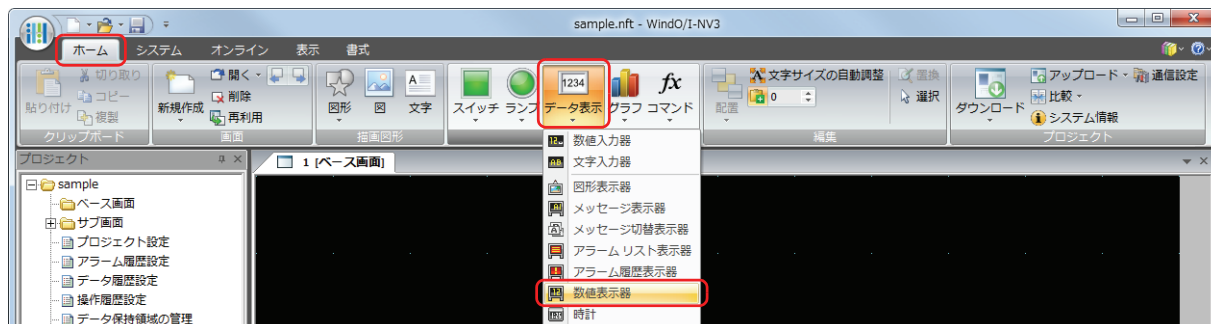 sample.nft - WindO/I-NV3
ホーム システム オンライン 表示 書式
切り取り
コピー
複製
貼り付け
クリップボード
新規作成
開く
削除
再利用
画面
図形 図 文字
描画図形
スイッチ ランプ データ表示 グラフ コマンド
1234
fx
配置
文字サイズの自動調整
0
置換
選択
編集
ダウンロード
アップロード
比較
システム情報
通信設定
プロジェクト
プロジェクト
sample
ベース画面
サブ画面
プロジェクト設定
アラーム履歴設定
データ履歴設定
操作履歴設定
データ保持領域の管理
1 [ベース画面]
数値入力器
文字入力器
図形表示器
メッセージ表示器
メッセージ切替表示器
アラーム リスト表示器
アラーム履歴表示器
数値表示器
時計